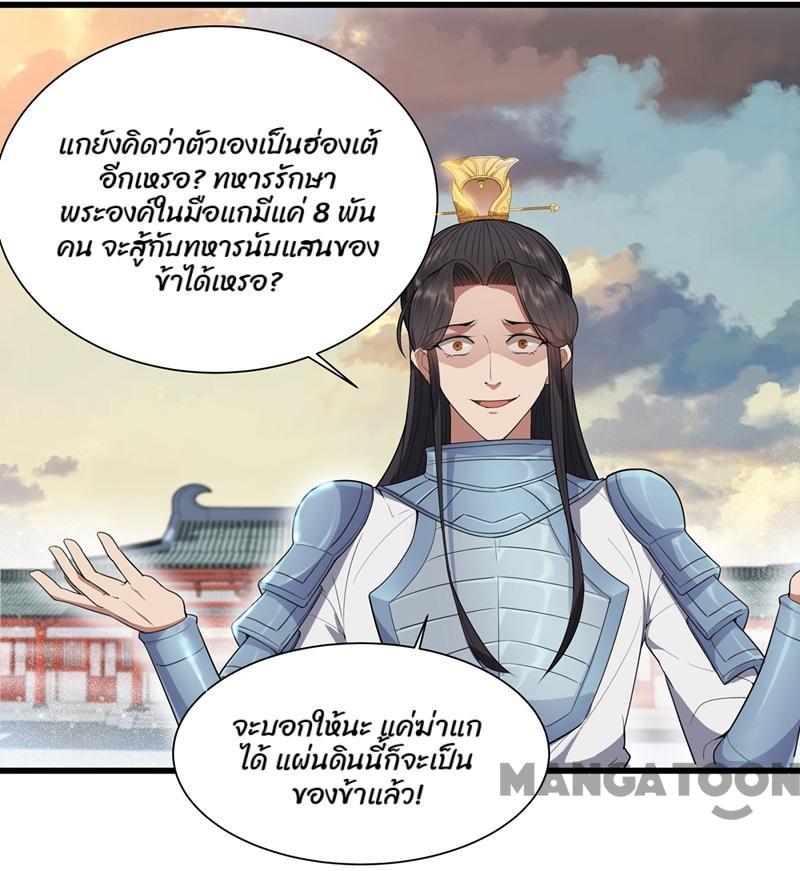 แกยังคิดว่าตัวเองเป็นฮ่องเต้
อีกเหรอ? ทหารรักษา
พระองค์ในมือแกมีแค่ 8 พัน
คน จะสู้กับทหารนับแสนของ
ข้าได้เหรอ?
จะบอกให้นะ แค่ฆ่าแก
ได้ แผ่นดินนี้ก็จะเป็น
ของข้าแล้ว!
MANGATOON